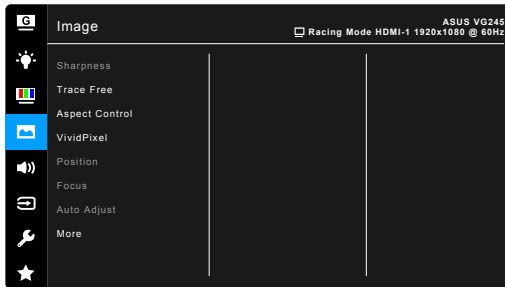 G
Image
ASUS VG245
Racing Mode HDMI-1 1920x1080 @ 60Hz
Sharpness
Trace Free
Aspect Control
VividPixel
Position
Focus
Auto Adjust
More